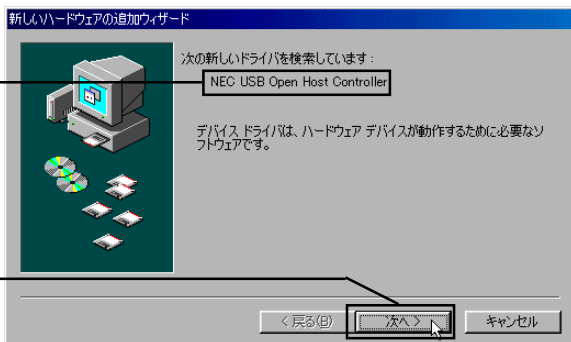 新しいハードウェアの追加ウィザード
次の新しいドライバを検索しています:
NEC USB Open Host Controller
デバイス ドライバは、ハードウェア デバイスが動作するために必要なソ
フトウェアです。
< 戻る(B)
次へ >
キャンセル